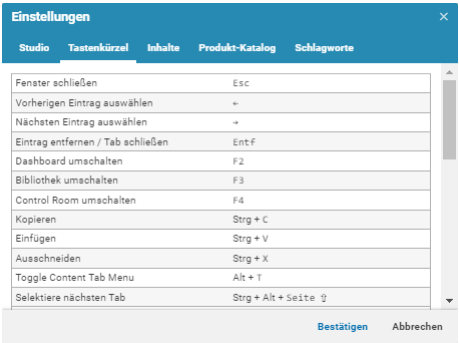 Einstellungen ×
Studio Tastenkürzel Inhalte Produkt-Katalog Schlagworte
Fenster schließen Esc
Vorherigen Eintrag auswählen ←
Nächsten Eintrag auswählen →
Eintrag entfernen / Tab schließen Entf
Dashboard umschalten F2
Bibliothek umschalten F3
Control Room umschalten F4
Kopieren Strg + C
Einfügen Strg + V
Ausschneiden Strg + X
Toggle Content Tab Menu Alt + T
Selektiere nächsten Tab Strg + Alt + Seite ⇧
Bestätigen Abbrechen